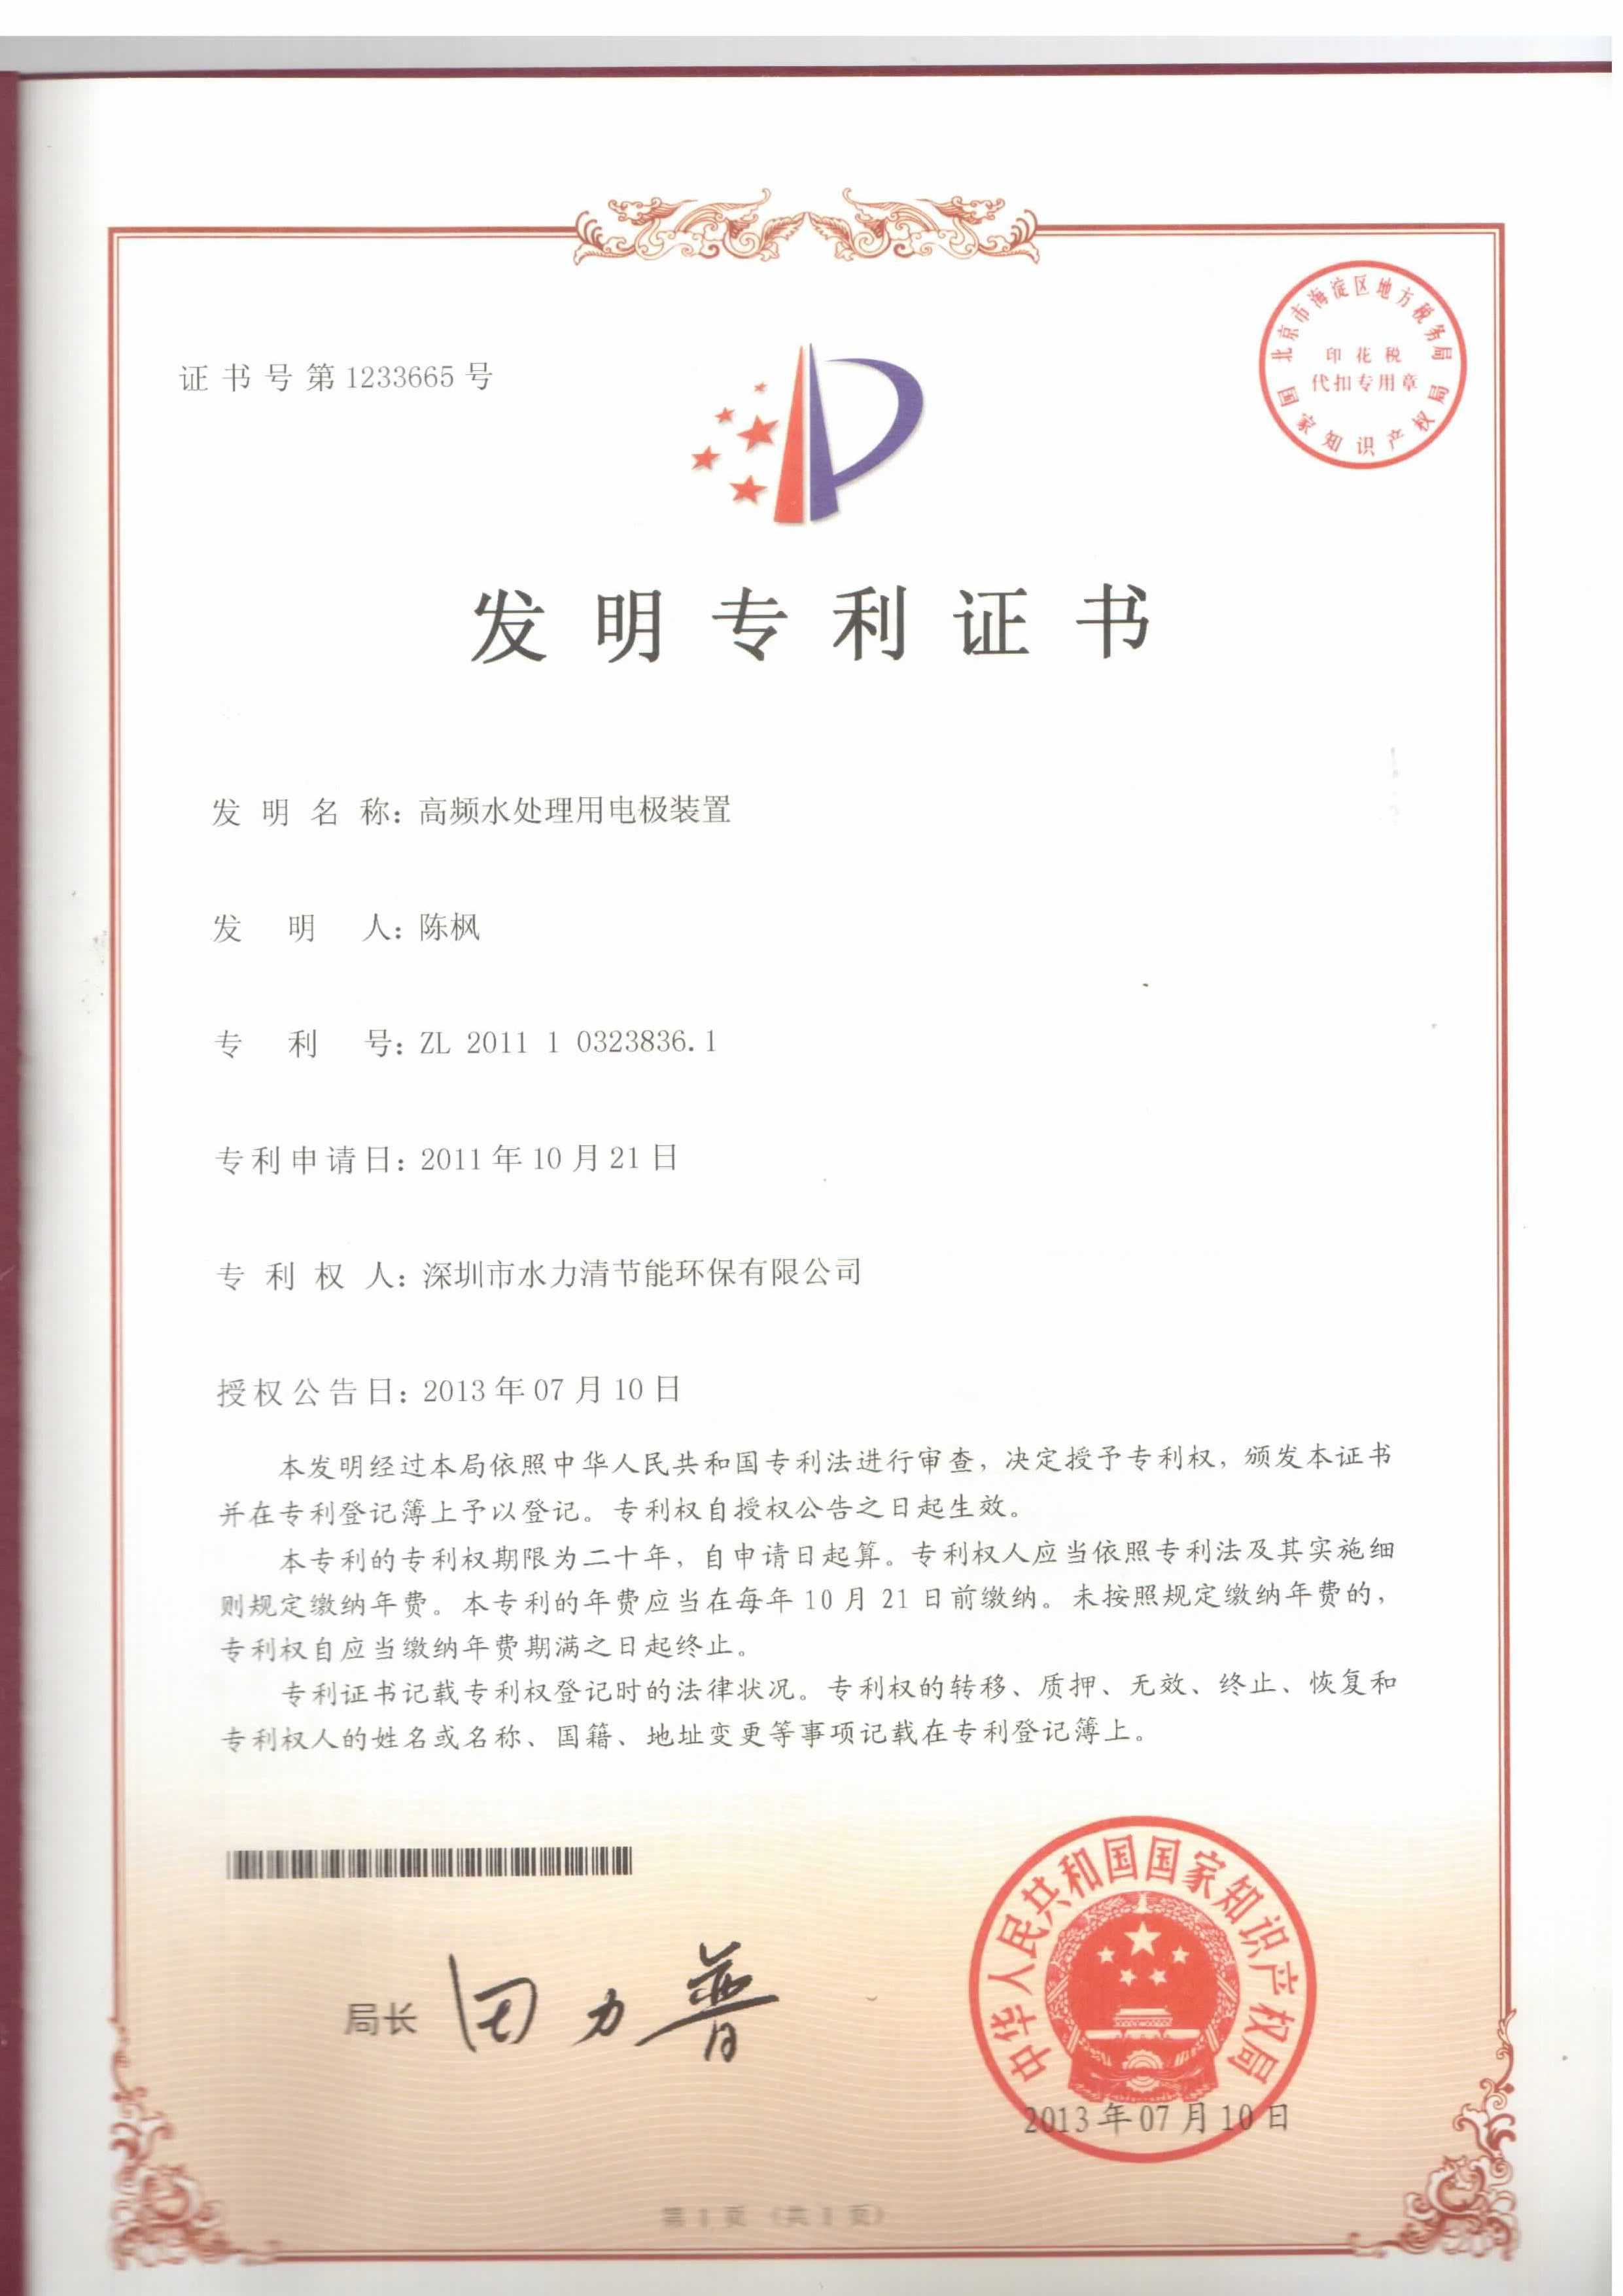 北京市海淀区地方税务局
印花税
代扣专用章
国家知识产权局
证书号第1233665号
发明专利证书
发明名称：高频水处理用电极装置
发明人：陈枫
专利号：ZL 2011 1 0323836.1
专利申请日：2011年10月21日
专利权人：深圳市水力清节能环保有限公司
授权公告日：2013年07月10日
本发明经过本局依照中华人民共和国专利法进行审查，决定授予专利权，颁发本证书
并在专利登记簿上予以登记。专利权自授权公告之日起生效。
本专利的专利权期限为二十年，自申请日起算。专利权人应当依照专利法及其实施细
则规定缴纳年费。本专利的年费应当在每年10月21日前缴纳。未按照规定缴纳年费的，
专利权自应当缴纳年费期满之日起终止。
专利证书记载专利权登记时的法律状况。专利权的转移、质押、无效、终止、恢复和
专利权人的姓名或名称、国籍、地址变更等事项记载在专利登记簿上。
局长 田力普
中华人民共和国国家知识产权局
2013年07月10日
第1页（共1页）